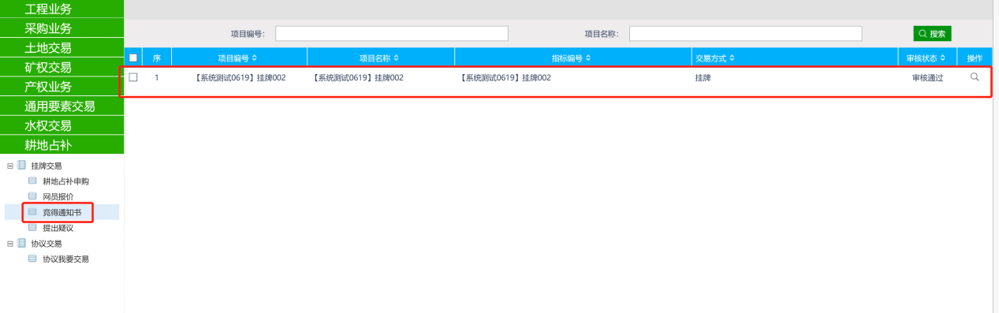 工程业务
采购业务
土地交易
矿权交易
产权业务
通用要素交易
水权交易
耕地占补
挂牌交易
耕地占补申购
网员报价
竞得通知书
提出疑议
协议交易
协议我要交易
项目编号： 项目名称： 搜索
序 项目编号 项目名称 指标编号 交易方式 审核状态 操作
1 【系统测试0619】挂牌002 【系统测试0619】挂牌002 【系统测试0619】挂牌002 挂牌 审核通过